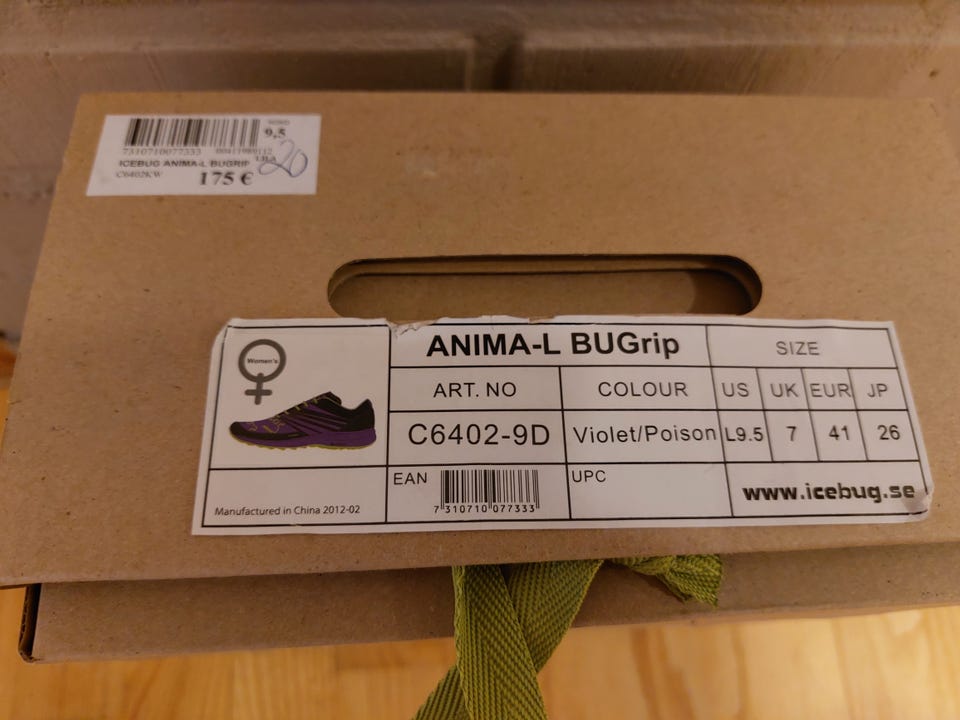 9,5
7310710077333
ICEBUG ANIMA-L BUGRIP
20
C6402KW 175 €
Women's
ANIMA-L BUGrip SIZE
ART. NO COLOUR US UK EUR JP
C6402-9D Violet/Poison L9.5 7 41 26
EAN UPC
7 310710 077333
www.icebug.se
Manufactured in China 2012-02